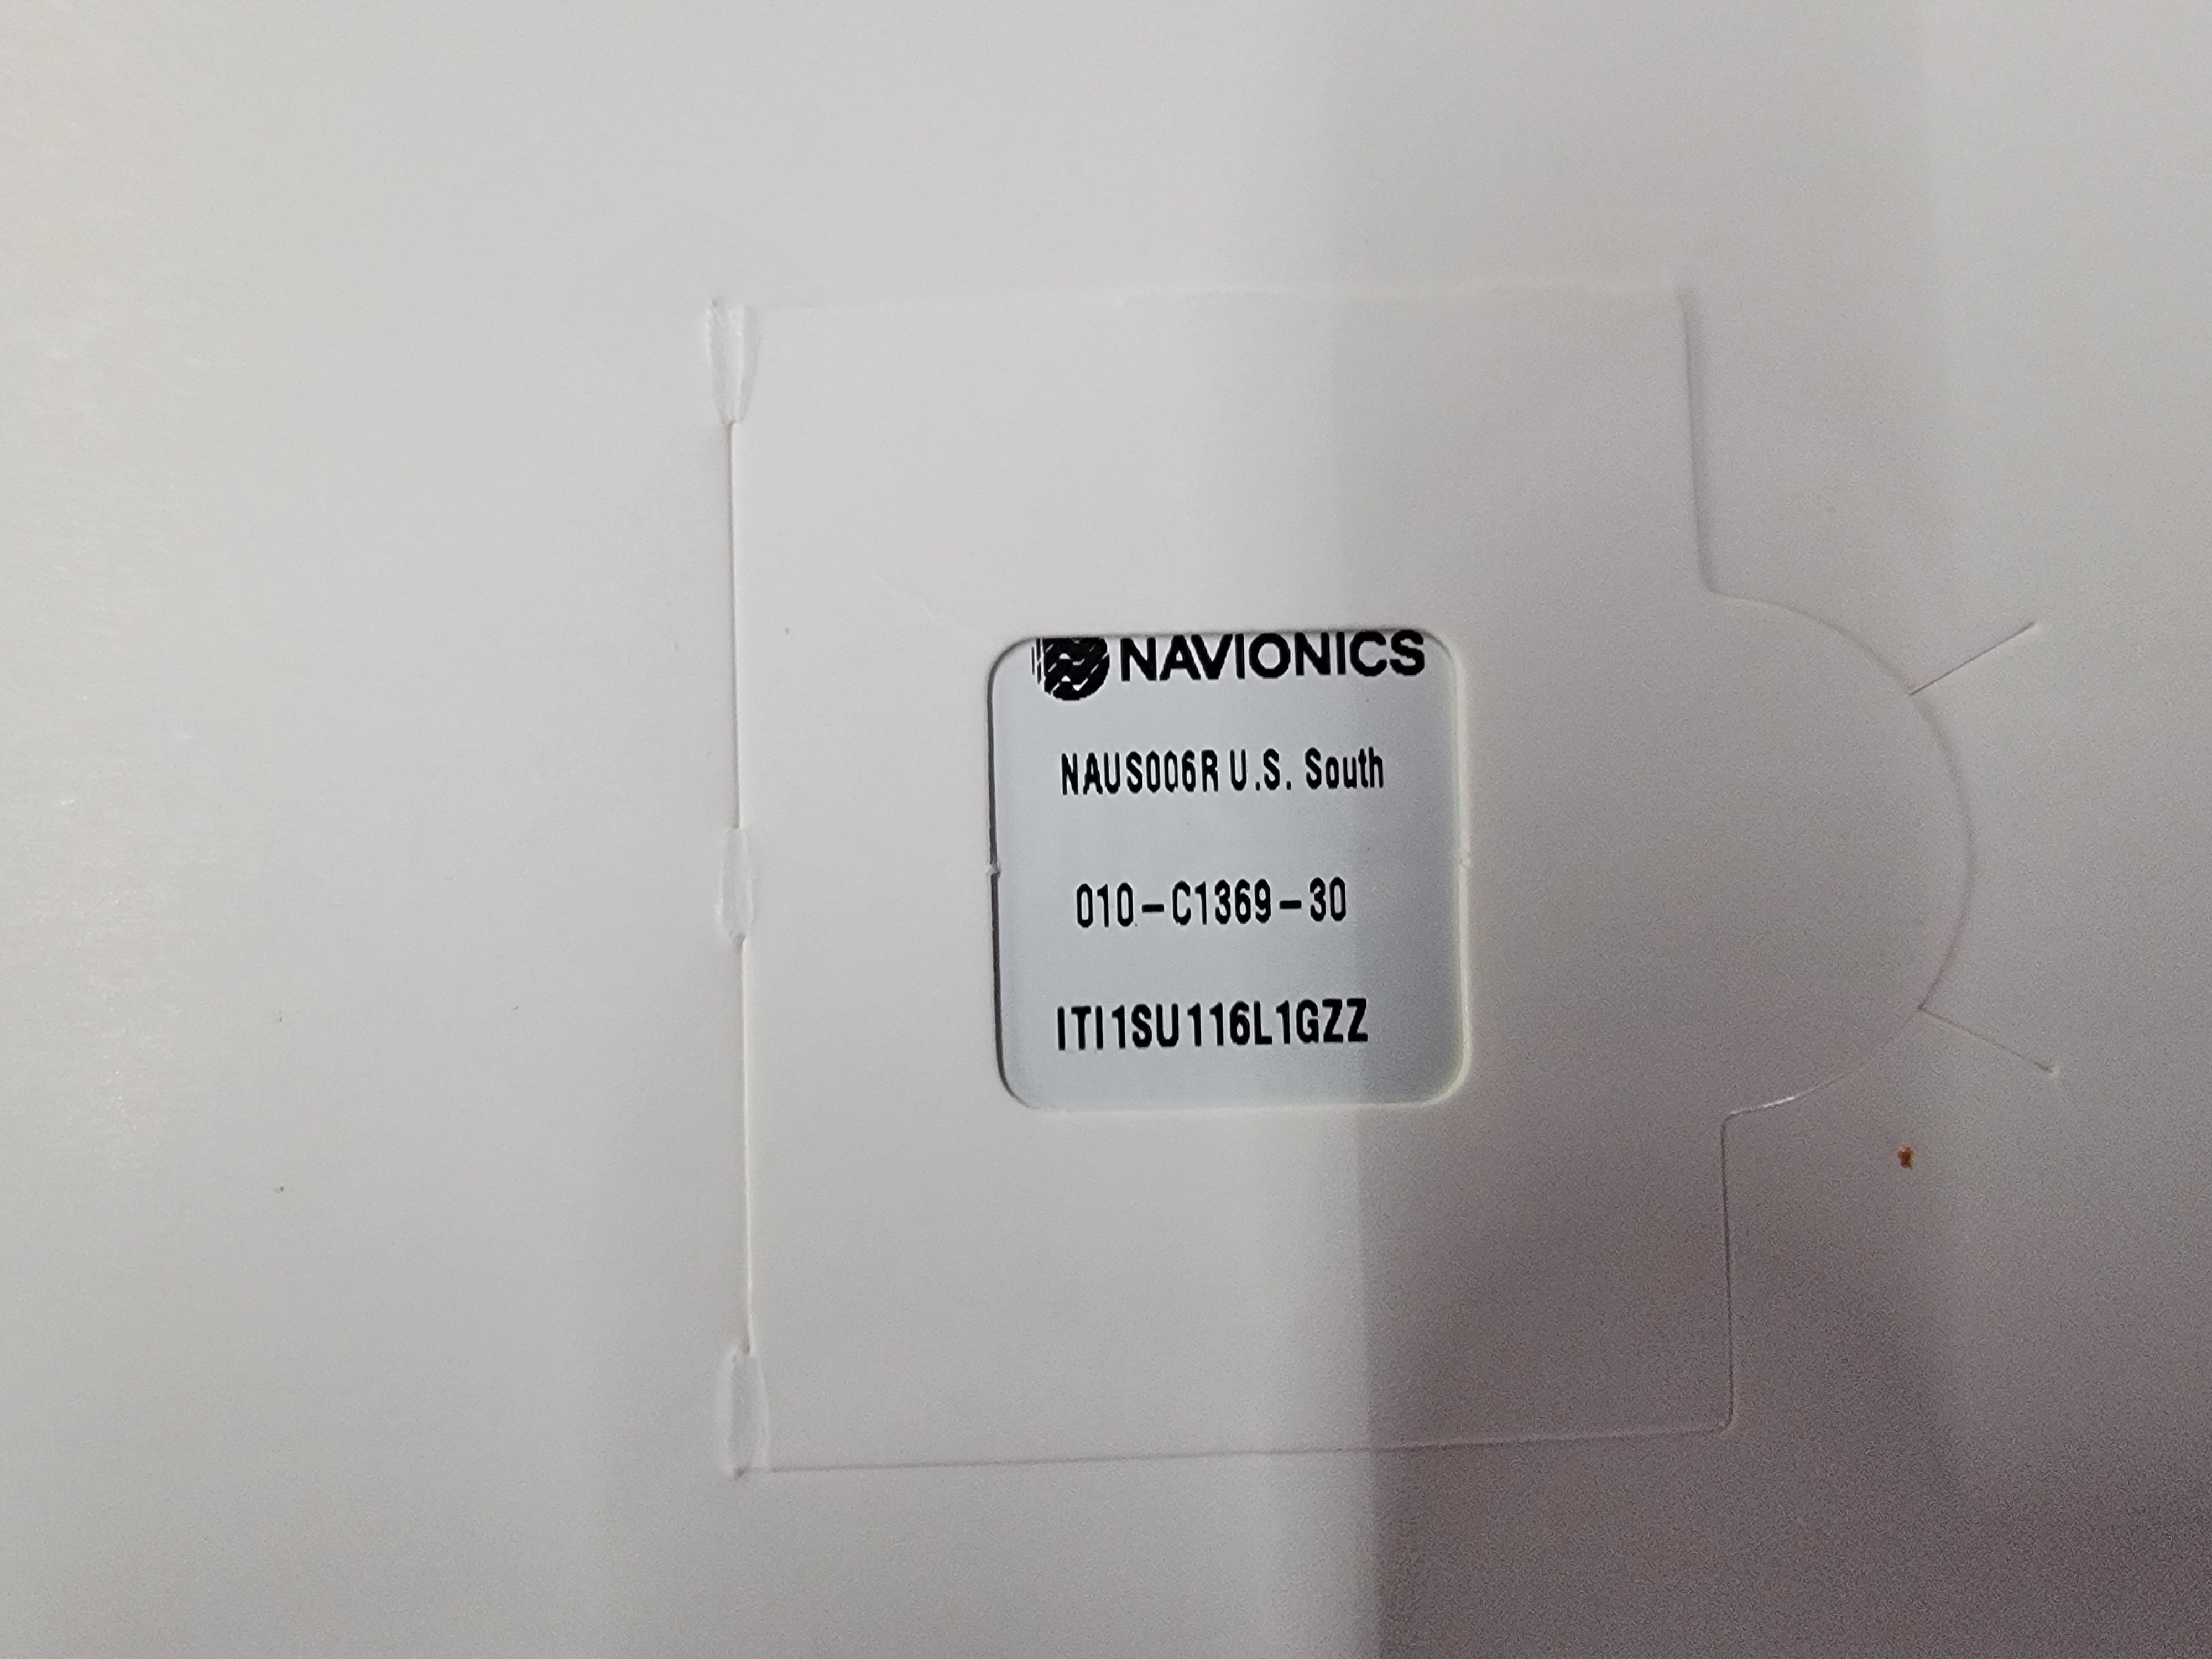 NAVIONICS
NAUS006R U.S. South
010-C1369-30
ITI1SU116L1GZZ